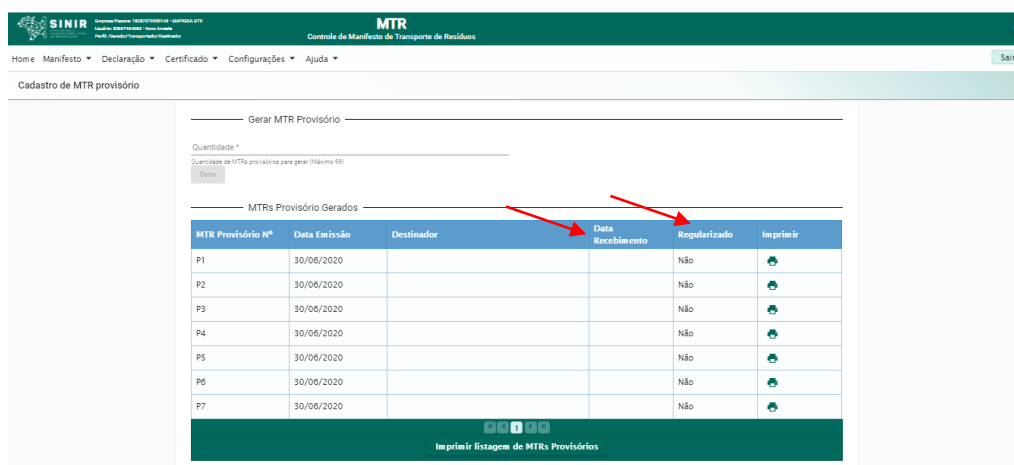 SINIR
MTR
Controle de Manifesto de Transporte de Resíduos
Home Manifesto Declaração Certificado Configurações Ajuda
Sair
Cadastro de MTR provisório
Gerar MTR Provisório
Quantidade *
Quantidade de MTRs provisórios para gerar (Máximo 99)
Gerar
MTRs Provisório Gerados
MTR Provisório Nº Data Emissão Destinador Data Recebimento Regularizado Imprimir
P1 30/06/2020 Não
P2 30/06/2020 Não
P3 30/06/2020 Não
P4 30/06/2020 Não
P5 30/06/2020 Não
P6 30/06/2020 Não
P7 30/06/2020 Não
1
Imprimir listagem de MTRs Provisórios